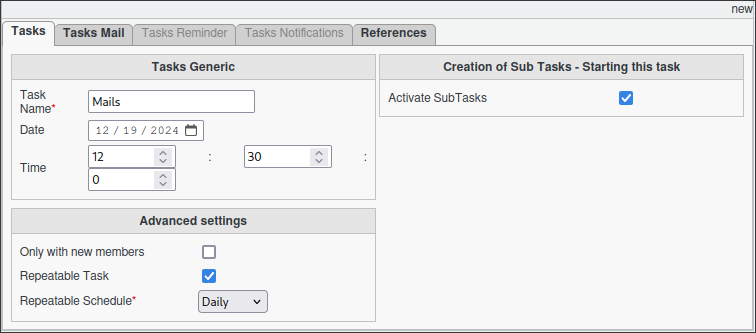 new
Tasks Tasks Mail Tasks Reminder Tasks Notifications References
Tasks Generic
Task
Name* Mails
Date 12 / 19 / 2024
Time 12 : 30 :
0
Advanced settings
Only with new members
Repeatable Task
Repeatable Schedule* Daily
Creation of Sub Tasks - Starting this task
Activate SubTasks